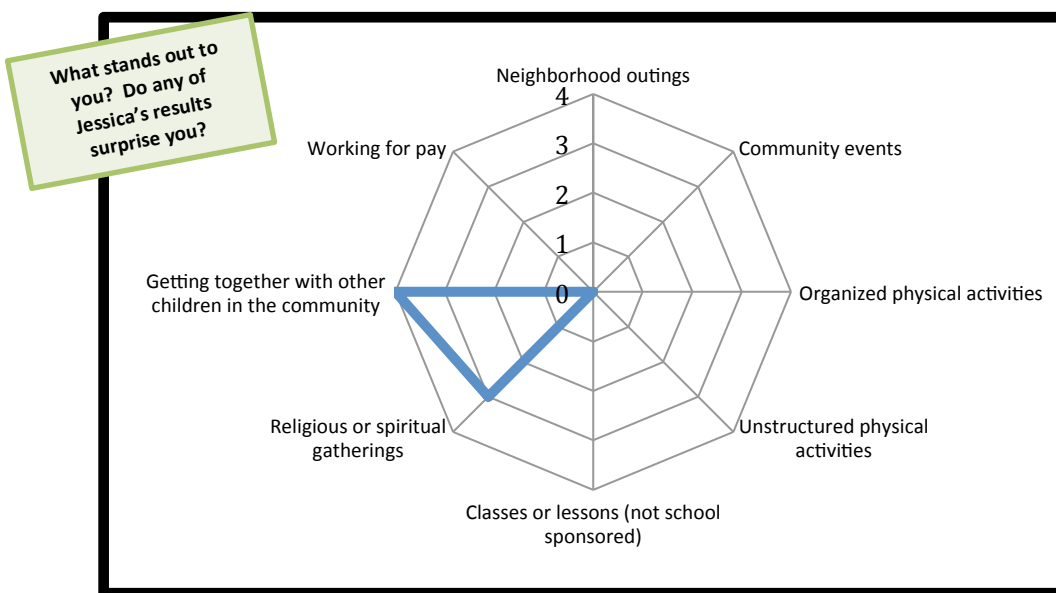 What stands out to
you? Do any of
Jessica's results
surprise you?
Neighborhood outings
4
3
2
1
0
Working for pay
Community events
Getting together with other
children in the community
Organized physical activities
Religious or spiritual
gatherings
Unstructured physical
activities
Classes or lessons (not school
sponsored)